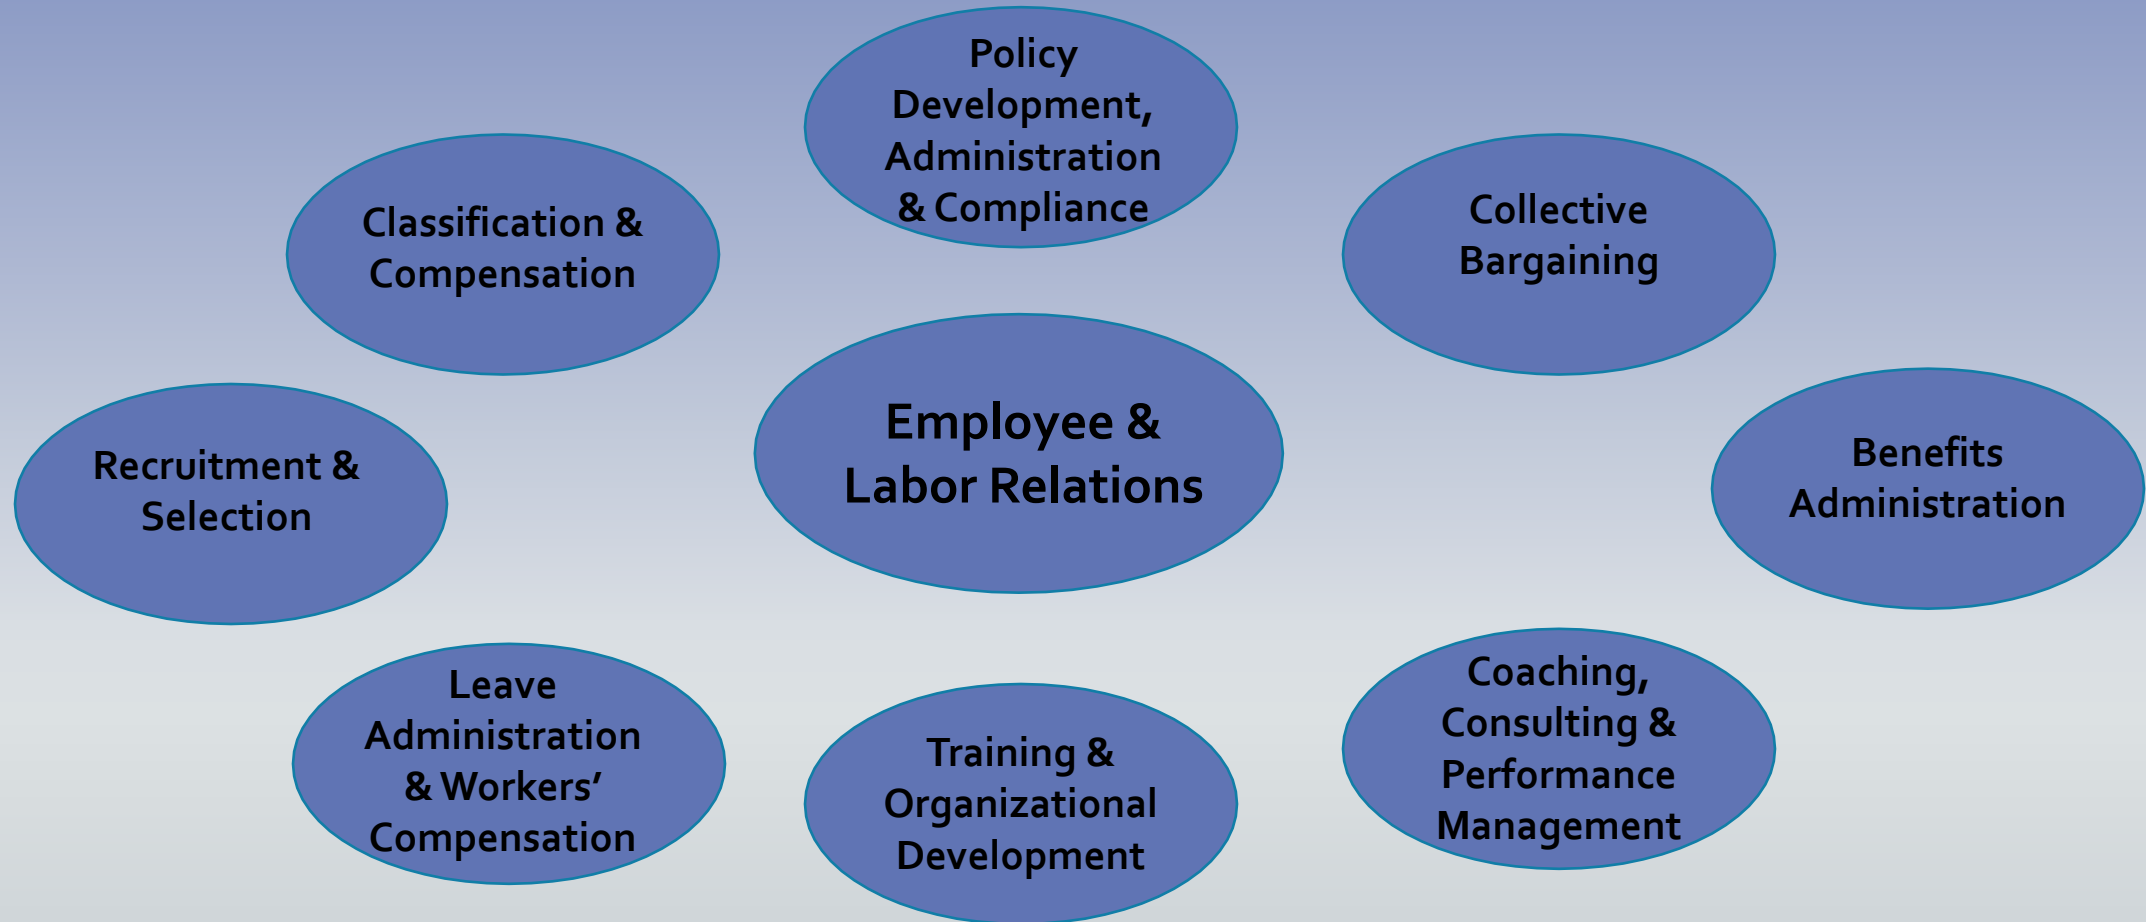 Policy
Development,
Administration
& Compliance
Classification &
Compensation
Collective
Bargaining
Employee &
Labor Relations
Recruitment &
Selection
Benefits
Administration
Leave
Administration
& Workers’
Compensation
Training &
Organizational
Development
Coaching,
Consulting &
Performance
Management